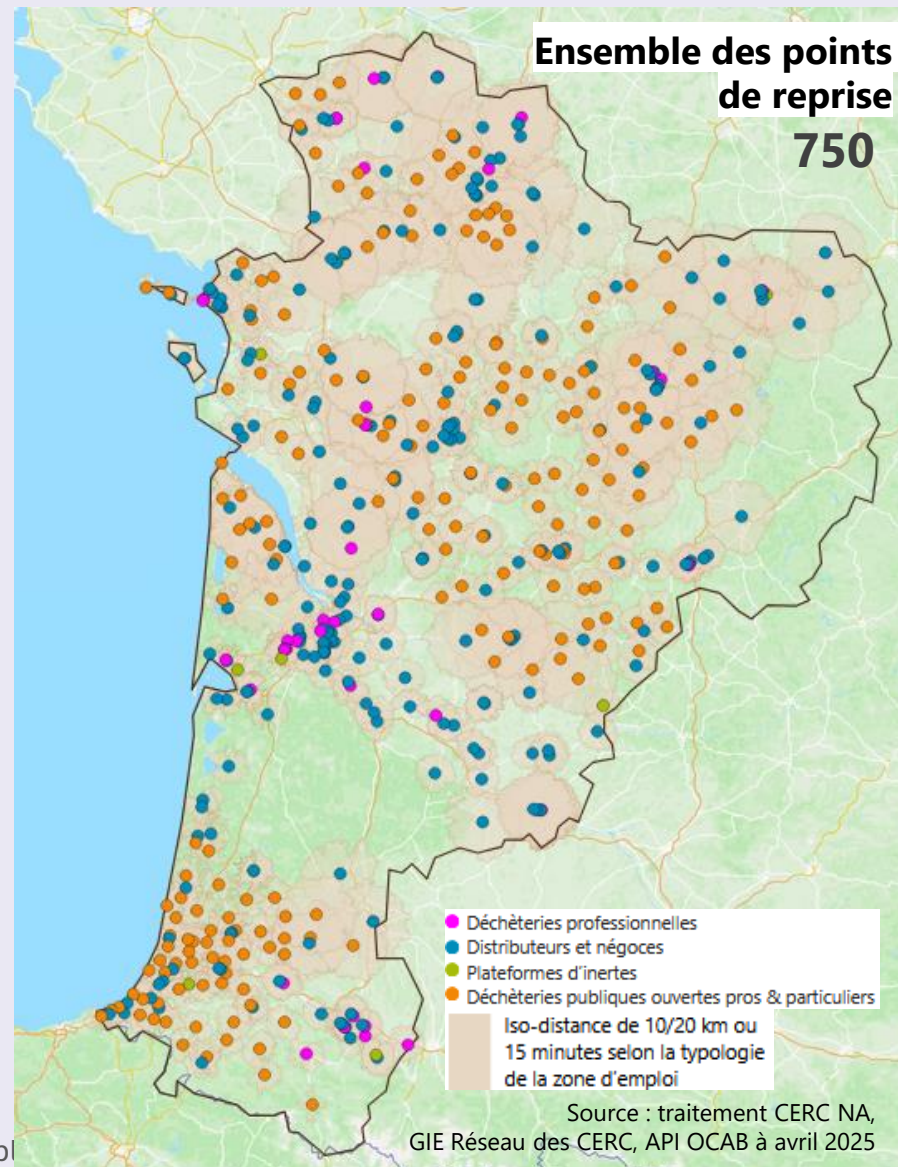 Ensemble des points
de reprise
750
Déchèteries professionnelles
Distributeurs et négoces
Plateformes d'inertes
Déchèteries publiques ouvertes pros & particuliers
Iso-distance de 10/20 km ou
15 minutes selon la typologie
de la zone d'emploi
Source : traitement CERC NA,
GIE Réseau des CERC, API OCAB à avril 2025